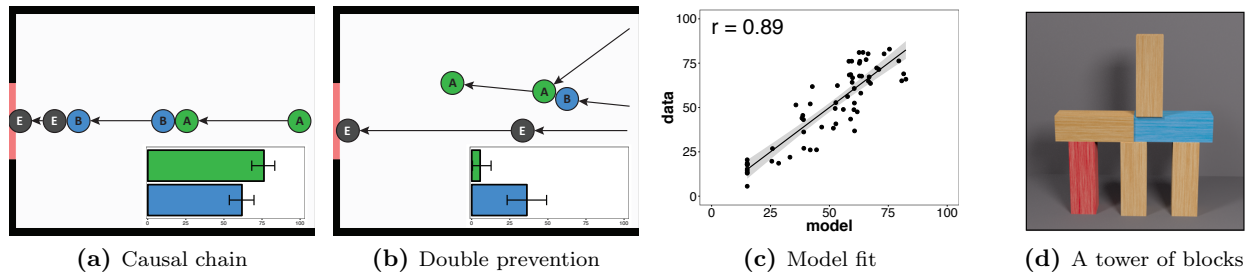 E E B B A A
0 25 50 75 100
(a) Causal chain
A A B
E E
0 25 50 75 100
(b) Double prevention
r = 0.89
100
75
50
25
0
data
0 25 50 75 100
model
(c) Model fit
(d) A tower of blocks